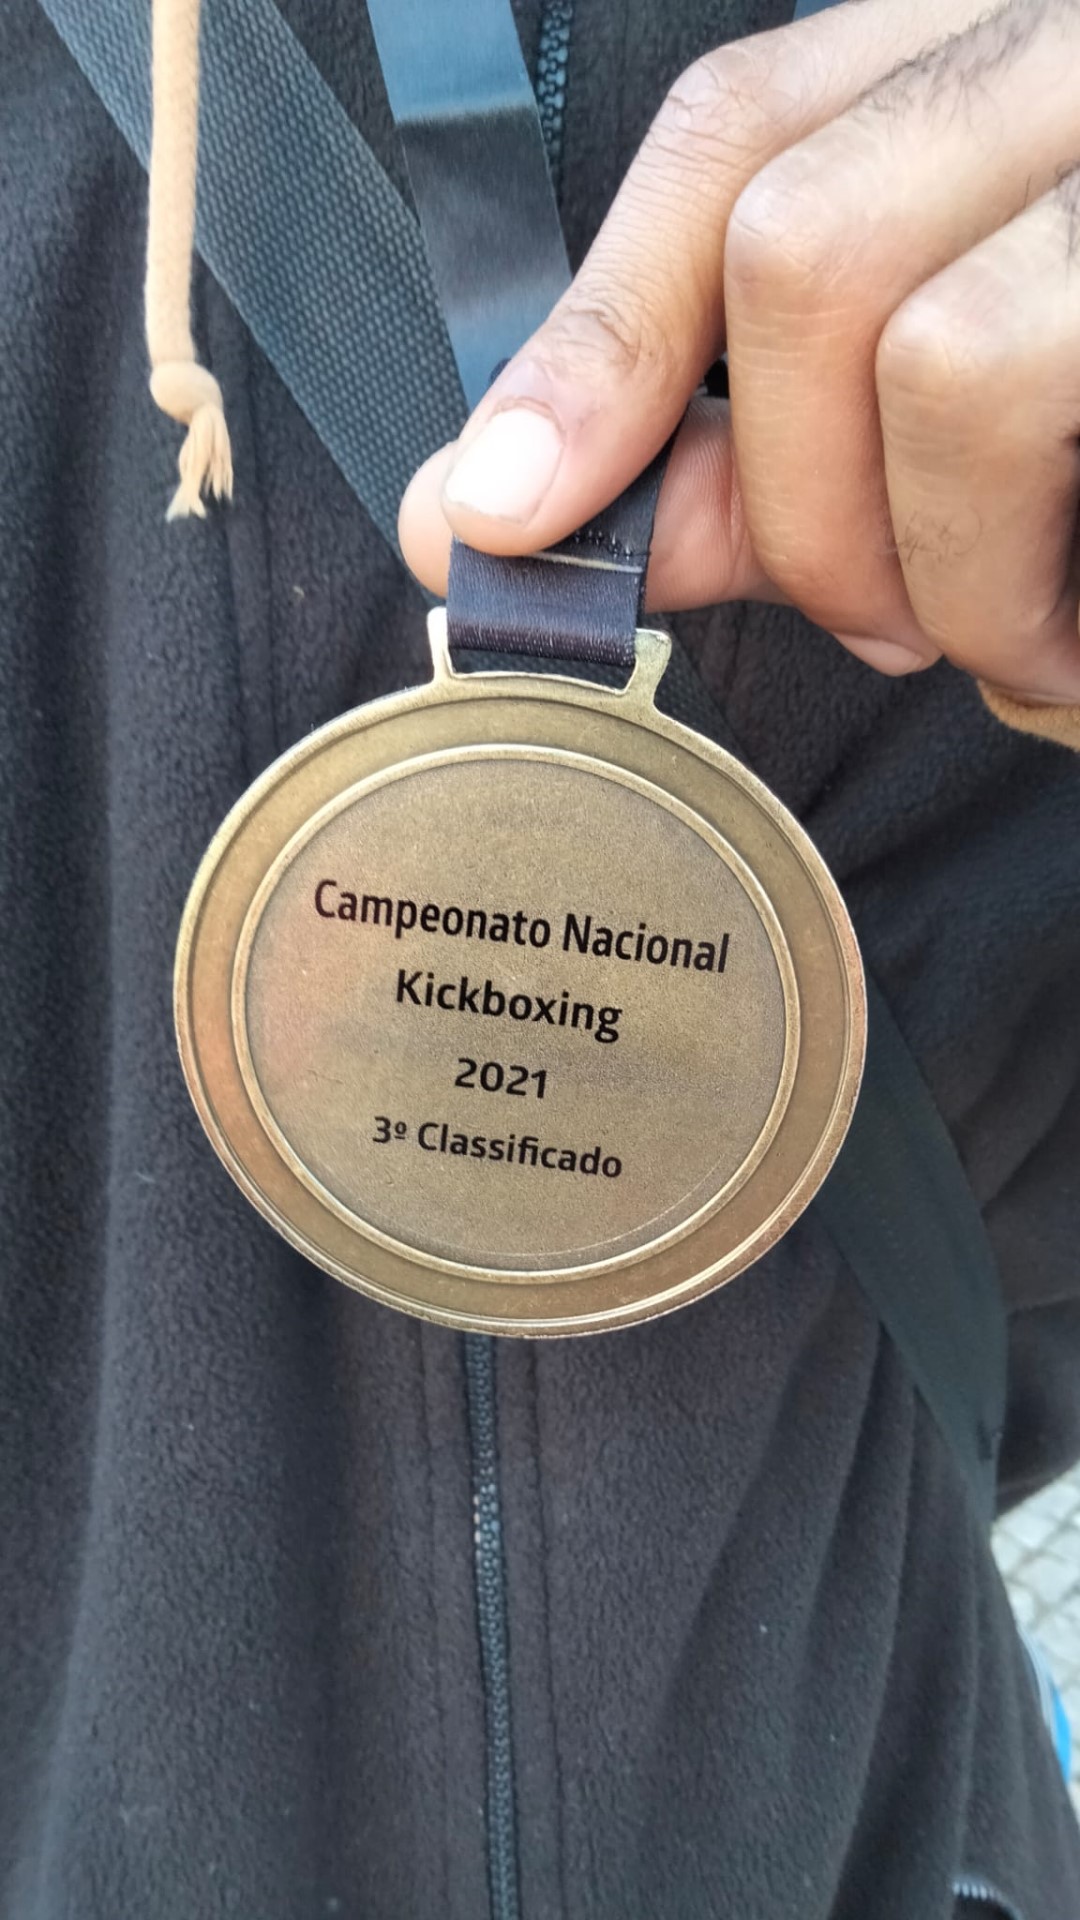 Campeonato Nacional
Kickboxing
2021
3º Classificado